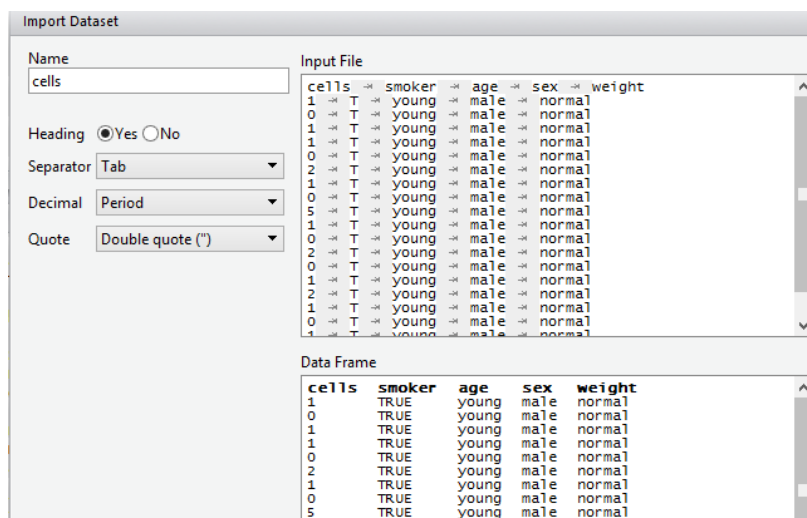 Import Dataset
Name
cells
Heading Yes No
Separator Tab
Decimal Period
Quote Double quote (")
Input File
cells → smoker → age → sex → weight
1 → T → young → male → normal
0 → T → young → male → normal
1 → T → young → male → normal
1 → T → young → male → normal
0 → T → young → male → normal
2 → T → young → male → normal
1 → T → young → male → normal
0 → T → young → male → normal
5 → T → young → male → normal
1 → T → young → male → normal
0 → T → young → male → normal
2 → T → young → male → normal
0 → T → young → male → normal
1 → T → young → male → normal
2 → T → young → male → normal
1 → T → young → male → normal
0 → T → young → male → normal
1 → T → young → male → normal
Data Frame
cells smoker age sex weight
1 TRUE young male normal
0 TRUE young male normal
1 TRUE young male normal
1 TRUE young male normal
0 TRUE young male normal
2 TRUE young male normal
1 TRUE young male normal
0 TRUE young male normal
5 TRUE young male normal